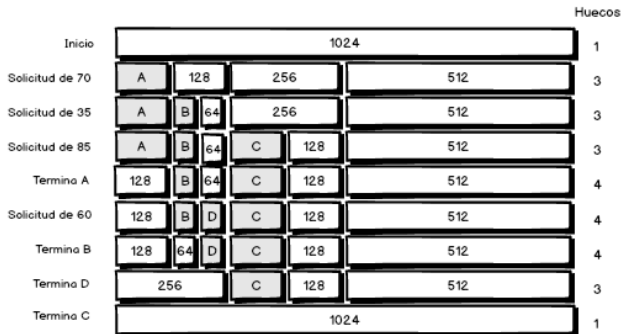 Huecos
Inicio 1024 1
Solicitud de 70 A 128 256 512 3
Solicitud de 35 A B 64 256 512 3
Solicitud de 85 A B 64 C 128 512 3
Termina A 128 B 64 C 128 512 4
Solicitud de 60 128 B D C 128 512 4
Termina B 128 64 D C 128 512 4
Termina D 256 C 128 512 3
Termina C 1024 1